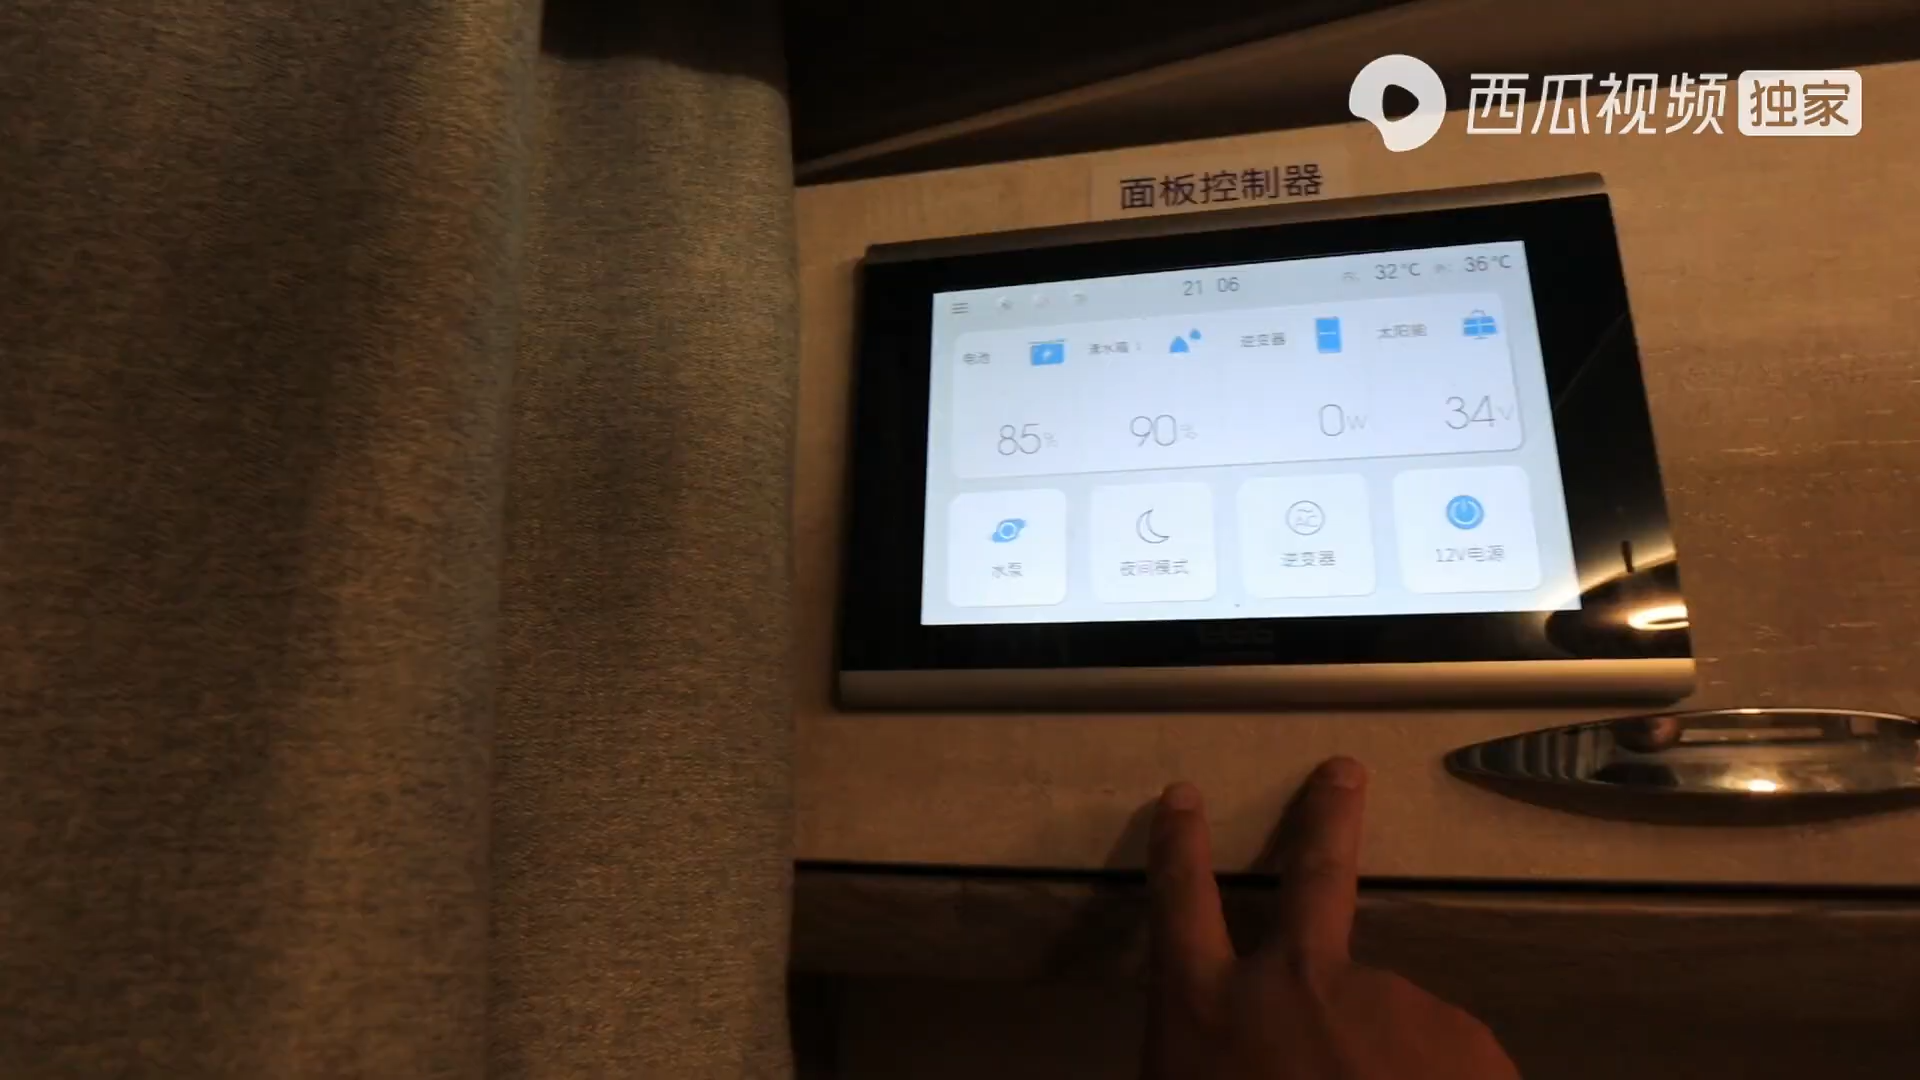 西瓜视频 独家
面板控制器
21 06
32°C 36°C
电池 清水箱 1 逆变器 太阳能
85% 90% 0W 34V
水泵 夜间模式 逆变器 12V电源
AC